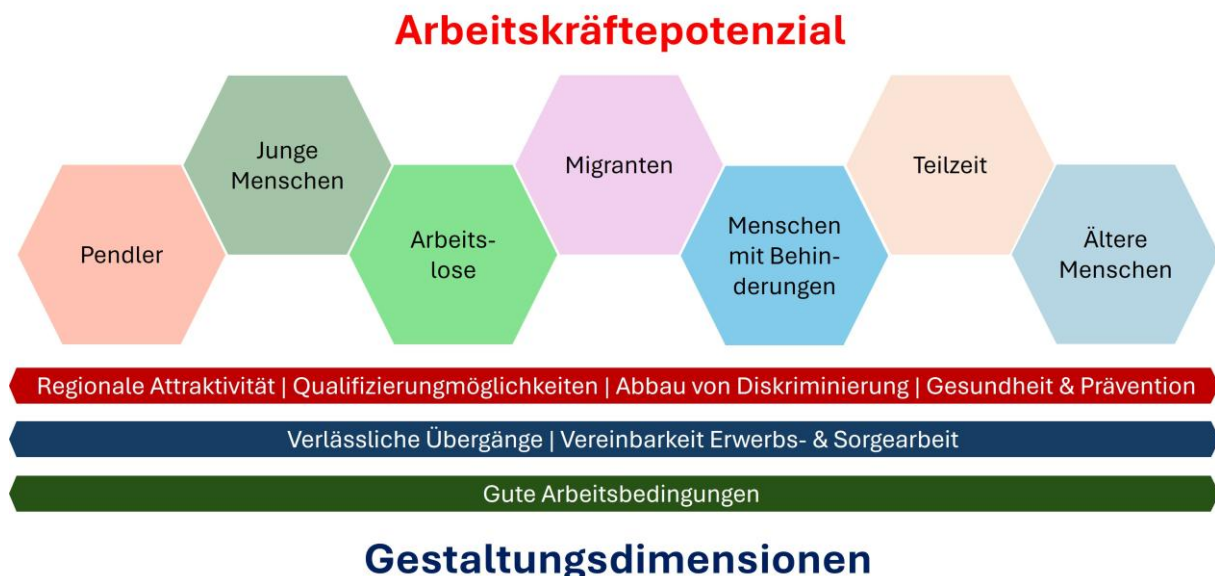 Arbeitskräftepotenzial
Pendler
Junge
Menschen
Arbeits-
lose
Migranten
Menschen
mit Behin-
derungen
Teilzeit
Ältere
Menschen
Regionale Attraktivität | Qualifizierungmöglichkeiten | Abbau von Diskriminierung | Gesundheit & Prävention
Verlässliche Übergänge | Vereinbarkeit Erwerbs- & Sorgearbeit
Gute Arbeitsbedingungen
Gestaltungsdimensionen